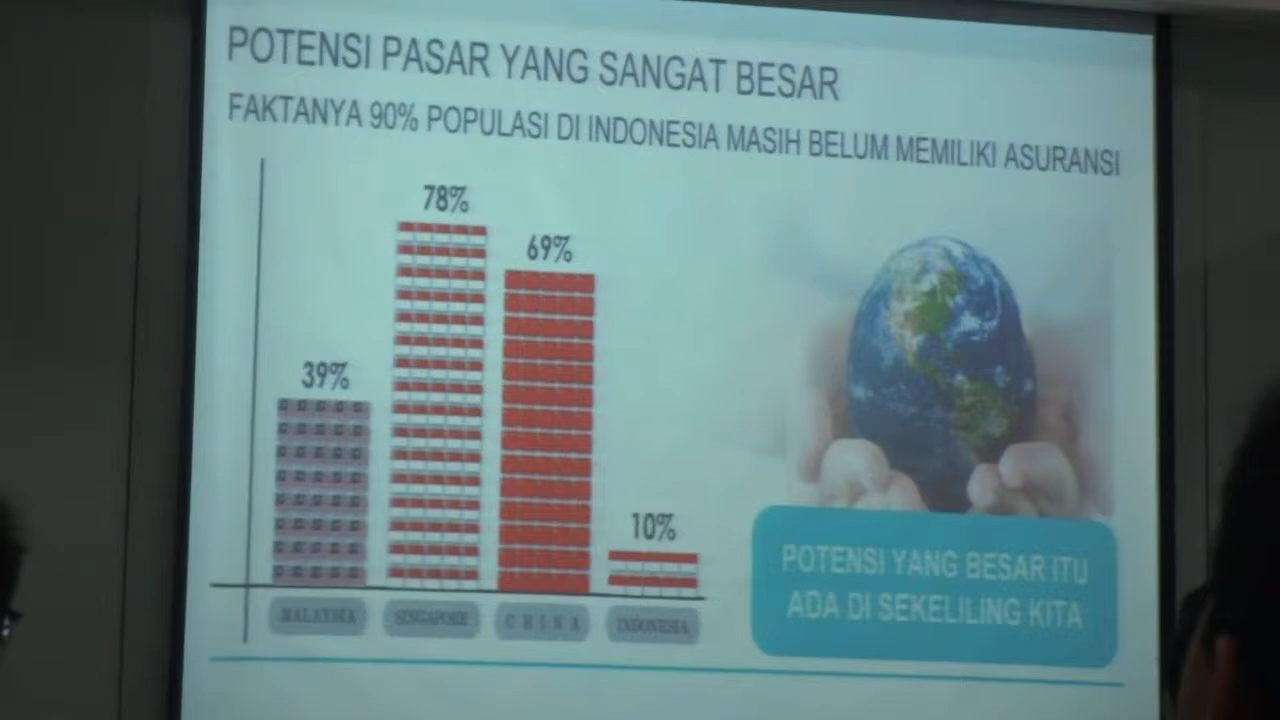 POTENSI PASAR YANG SANGAT BESAR
FAKTANYA 90% POPULASI DI INDONESIA MASIH BELUM MEMILIKI ASURANSI
78%
69%
39%
10%
MALAYSIA
SINGAPORE
CHINA
INDONESIA
POTENSI YANG BESAR ITU
ADA DI SEKELILING KITA